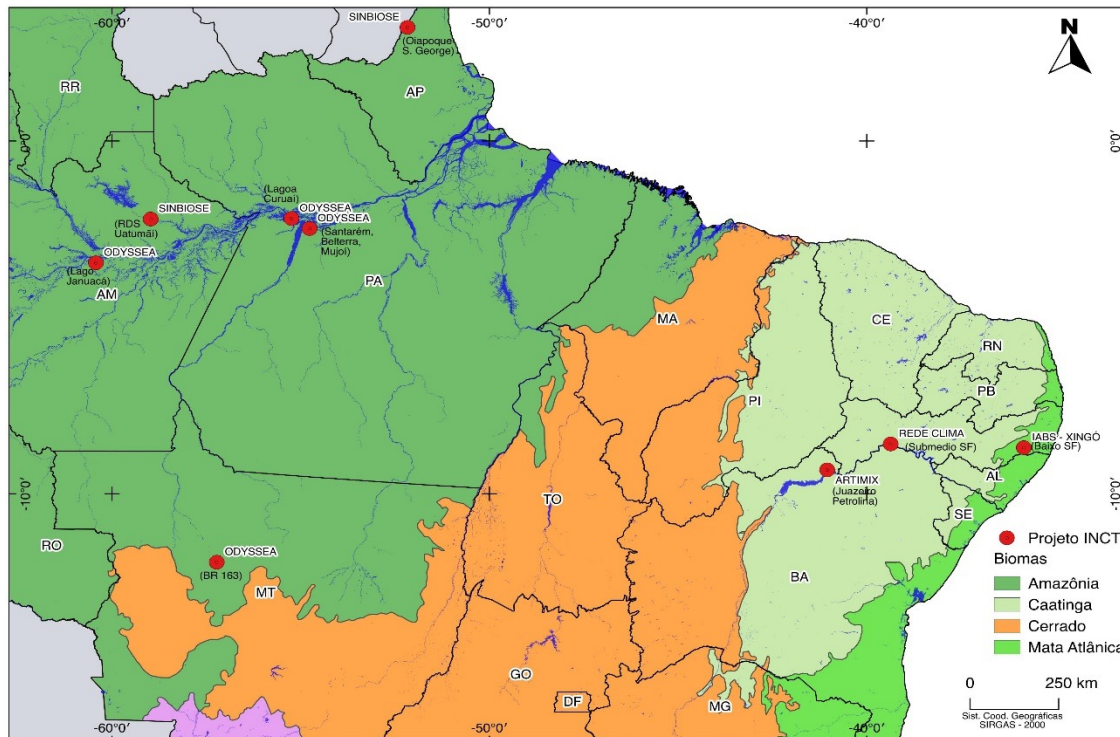 -60°0'
-50°0'
-40°0'
SINBIOSE
(Oiapoque
S. George)
N
RR
AP
0°0'
0°0'
(Lagoa
Curuai)
SINBIOSE
ODYSSEA
ODYSSEA
(RDS
Uatumãi)
(Santarém,
Belterra,
Mujoi)
ODYSSEA
(Lago
Januacá)
AM
PA
MA
CE
RN
PB
PI
REDE CLIMA
(Submedio SF)
IABS - XINGÓ
(Baixo SF)
ARTIMIX
(Juazeiro
Petrolina)
AL
-10°0'
-10°0'
TO
SE
RO
ODYSSEA
(BR 163)
MT
BA
GO
DF
MG
Projeto INCT
Biomas
Amazônia
Caatinga
Cerrado
Mata Atlânica
0
250 km
Sist. Cood. Geográficas
SIRGAS - 2000
-60°0'
-50°0'
-40°0'